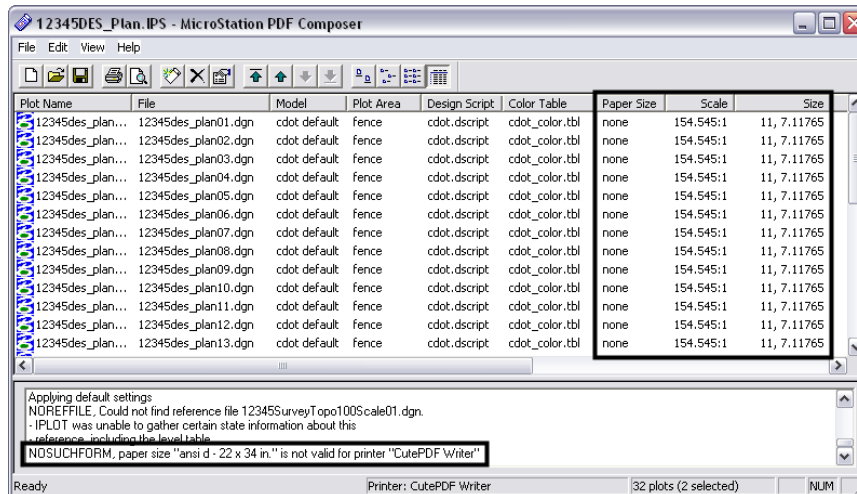 12345DES_Plan.IPS - MicroStation PDF Composer
File Edit View Help
Plot Name File Model Plot Area Design Script Color Table Paper Size Scale Size
12345des_plan... 12345des_plan01.dgn cdot default fence cdot.dscript cdot_color.tbl none 154.545:1 11, 7.11765
12345des_plan... 12345des_plan02.dgn cdot default fence cdot.dscript cdot_color.tbl none 154.545:1 11, 7.11765
12345des_plan... 12345des_plan03.dgn cdot default fence cdot.dscript cdot_color.tbl none 154.545:1 11, 7.11765
12345des_plan... 12345des_plan04.dgn cdot default fence cdot.dscript cdot_color.tbl none 154.545:1 11, 7.11765
12345des_plan... 12345des_plan05.dgn cdot default fence cdot.dscript cdot_color.tbl none 154.545:1 11, 7.11765
12345des_plan... 12345des_plan06.dgn cdot default fence cdot.dscript cdot_color.tbl none 154.545:1 11, 7.11765
12345des_plan... 12345des_plan07.dgn cdot default fence cdot.dscript cdot_color.tbl none 154.545:1 11, 7.11765
12345des_plan... 12345des_plan08.dgn cdot default fence cdot.dscript cdot_color.tbl none 154.545:1 11, 7.11765
12345des_plan... 12345des_plan09.dgn cdot default fence cdot.dscript cdot_color.tbl none 154.545:1 11, 7.11765
12345des_plan... 12345des_plan10.dgn cdot default fence cdot.dscript cdot_color.tbl none 154.545:1 11, 7.11765
12345des_plan... 12345des_plan11.dgn cdot default fence cdot.dscript cdot_color.tbl none 154.545:1 11, 7.11765
12345des_plan... 12345des_plan12.dgn cdot default fence cdot.dscript cdot_color.tbl none 154.545:1 11, 7.11765
12345des_plan... 12345des_plan13.dgn cdot default fence cdot.dscript cdot_color.tbl none 154.545:1 11, 7.11765
Applying default settings
NOREFFILE, Could not find reference file 12345SurveyTopo100Scale01.dgn.
- IPLOT was unable to gather certain state information about this
- reference, including the level table
NOSUCHFORM, paper size "ansi d - 22 x 34 in." is not valid for printer "CutePDF Writer"
Ready Printer: CutePDF Writer 32 plots (2 selected) NUM